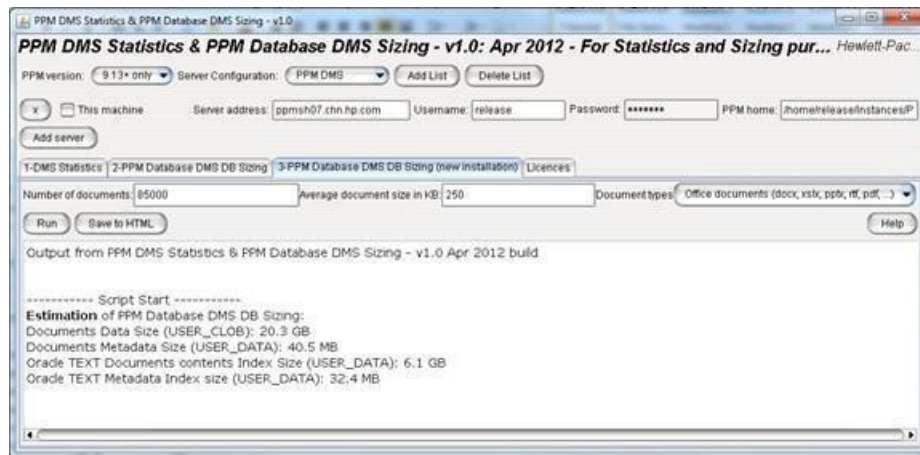 PPM DMS Statistics & PPM Database DMS Sizing - v1.0
PPM DMS Statistics & PPM Database DMS Sizing - v1.0: Apr 2012 - For Statistics and Sizing pur... Hewlett-Pac...
PPM version: 9.13+ only Server Configuration: PPM DMS Add List Delete List
x This machine Server address: ppmsh07.chn.hp.com Username: release Password: ******* PPM home: /home/release/instances/P
Add server
1-DMS Statistics 2-PPM Database DMS DB Sizing 3-PPM Database DMS DB Sizing (new installation) Licences
Number of documents: 85000 Average document size in KB: 250 Document types Office documents (docx, xslx, pptx, rtf, pdf, ...)
Run Save to HTML Help
Output from PPM DMS Statistics & PPM Database DMS Sizing - v1.0 Apr 2012 build
----------- Script Start -----------
Estimation of PPM Database DMS DB Sizing:
Documents Data Size (USER_CLOB): 20.3 GB
Documents Metadata Size (USER_DATA): 40.5 MB
Oracle TEXT Documents contents Index Size (USER_DATA): 6.1 GB
Oracle TEXT Metadata Index size (USER_DATA): 32.4 MB